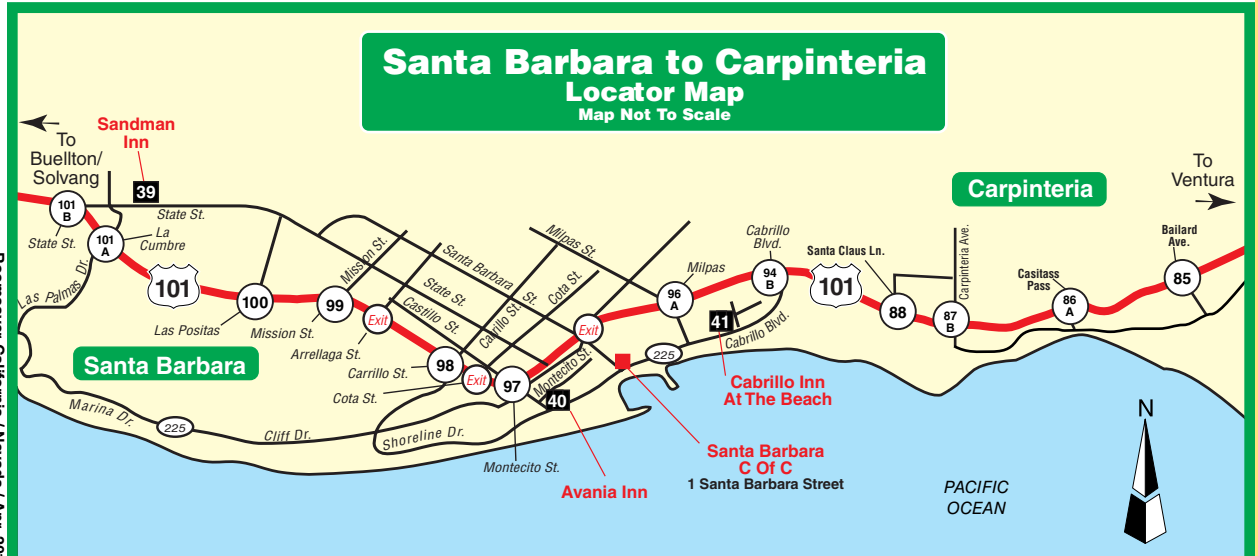 Santa Barbara to Carpinteria
Locator Map
Map Not To Scale
To
Buellton/
Solvang
Sandman
Inn
39
To
Ventura
Carpinteria
101
B
State St.
State St.
101
A
La
Cumbre
Las Palmas Dr.
101
100
Las Positas
99
Mission St.
Mission St.
Exit
Arrellaga St.
Santa Barbara St.
State St.
Castillo St.
Carrillo St.
Cota St.
Milpas St.
98
Carrillo St.
Exit
Cota St.
97
Montecito St.
Montecito St.
Exit
40
Avania Inn
96
A
Milpas
Cabrillo
Blvd.
94
B
41
Cabrillo Blvd.
225
Cabrillo Inn
At The Beach
Santa Barbara
C Of C
1 Santa Barbara Street
101
Santa Claus Ln.
88
87
B
Carpinteria Ave.
Casitass
Pass
86
A
Bailard
Ave.
85
Santa Barbara
Marina Dr.
225
Cliff Dr.
Shoreline Dr.
PACIFIC
OCEAN
N